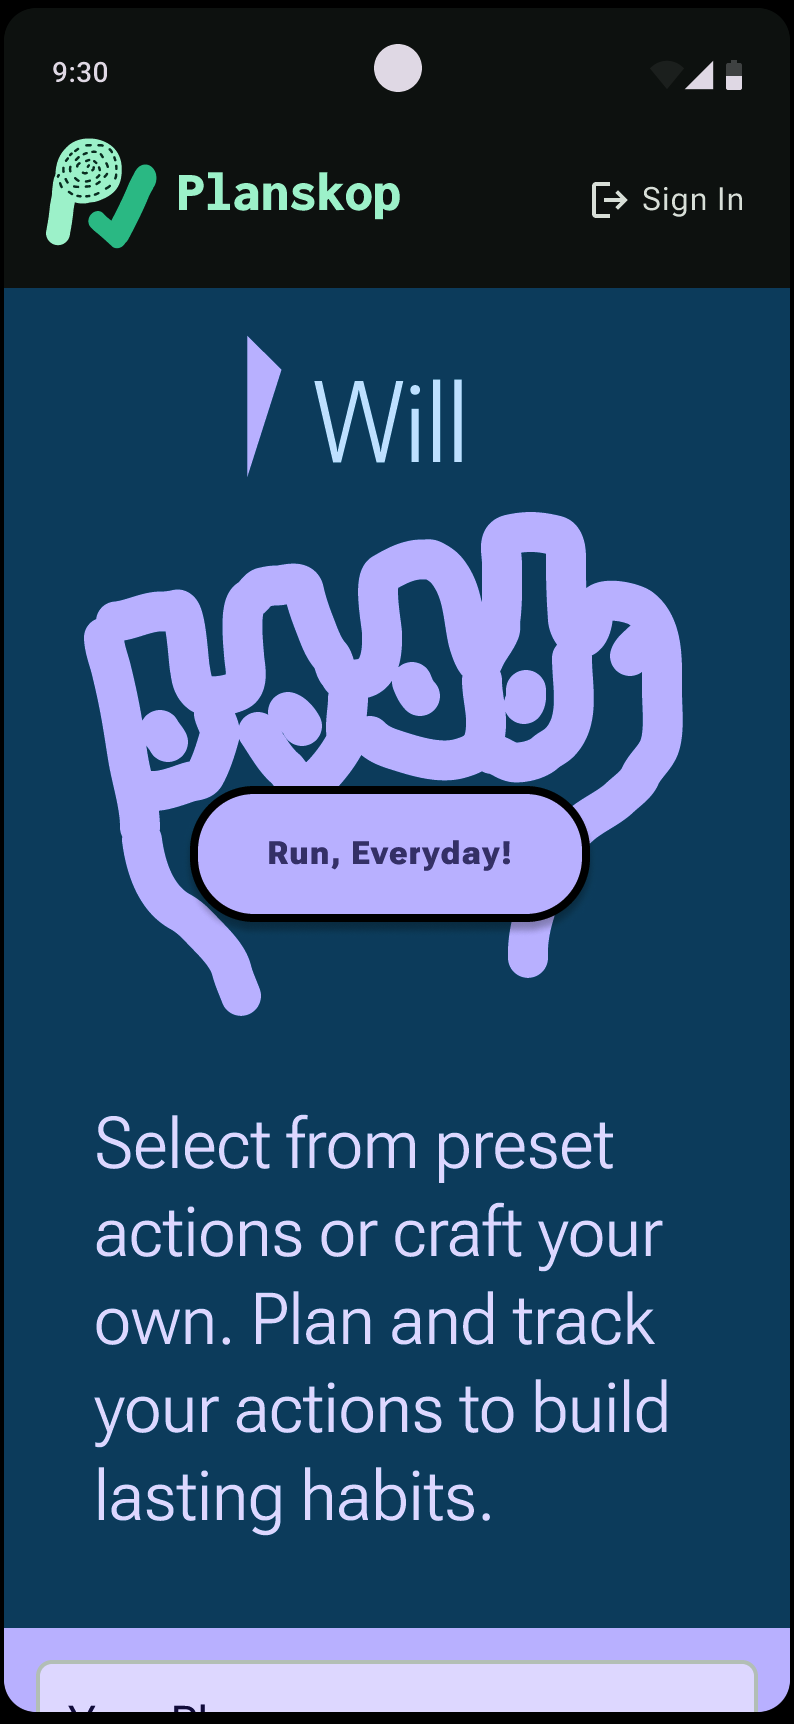 9:30
Planskop
Sign In
Will
Run, Everyday!
Select from preset
actions or craft your
own. Plan and track
your actions to build
lasting habits.